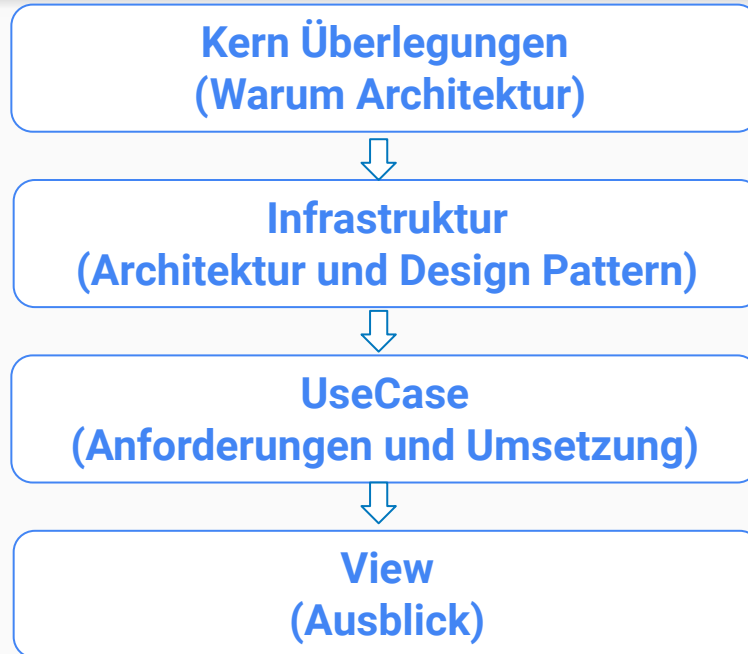 Kern Überlegungen
(Warum Architektur)
Infrastruktur
(Architektur und Design Pattern)
UseCase
(Anforderungen und Umsetzung)
View
(Ausblick)